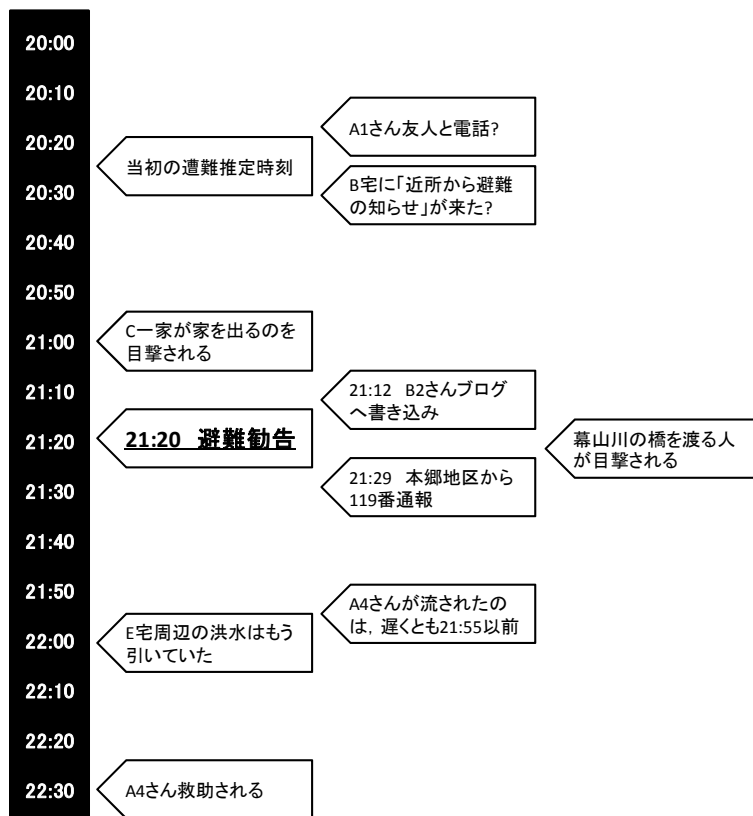 20:00
20:10
20:20
20:30
20:40
20:50
21:00
21:10
21:20
21:30
21:40
21:50
22:00
22:10
22:20
22:30
A1さん友人と電話?
当初の遭難推定時刻
B宅に「近所から避難
の知らせ」が来た?
C一家が家を出るのを
目撃される
21:12 B2さんブログ
へ書き込み
21:20 避難勧告
幕山川の橋を渡る人
が目撃される
21:29 本郷地区から
119番通報
A4さんが流されたの
は, 遅くとも21:55以前
E宅周辺の洪水はもう
引いていた
A4さん救助される